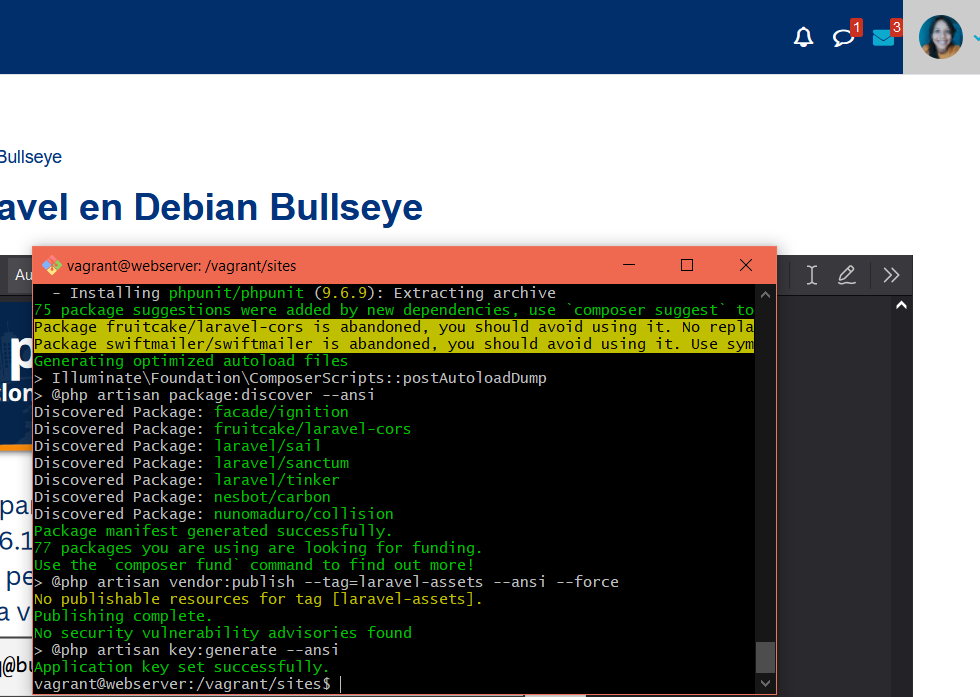 1
3
Bullseye
avel en Debian Bullseye
Au
vagrant@webserver: /vagrant/sites
- Installing phpunit/phpunit (9.6.9): Extracting archive
75 package suggestions were added by new dependencies, use `composer suggest` to
Package fruitcake/laravel-cors is abandoned, you should avoid using it. No repla
Package swiftmailer/swiftmailer is abandoned, you should avoid using it. Use sym
Generating optimized autoload files
> Illuminate\Foundation\ComposerScripts::postAutoloadDump
> @php artisan package:discover --ansi
Discovered Package: facade/ignition
Discovered Package: fruitcake/laravel-cors
Discovered Package: laravel/sail
Discovered Package: laravel/sanctum
Discovered Package: laravel/tinker
Discovered Package: nesbot/carbon
Discovered Package: nunomaduro/collision
Package manifest generated successfully.
77 packages you are using are looking for funding.
Use the `composer fund` command to find out more!
> @php artisan vendor:publish --tag=laravel-assets --ansi --force
No publishable resources for tag [laravel-assets].
Publishing complete.
No security vulnerability advisories found
> @php artisan key:generate --ansi
Application key set successfully.
vagrant@webserver:/vagrant/sites$
p
tlon
pa
6.1
pe
a v
@bu